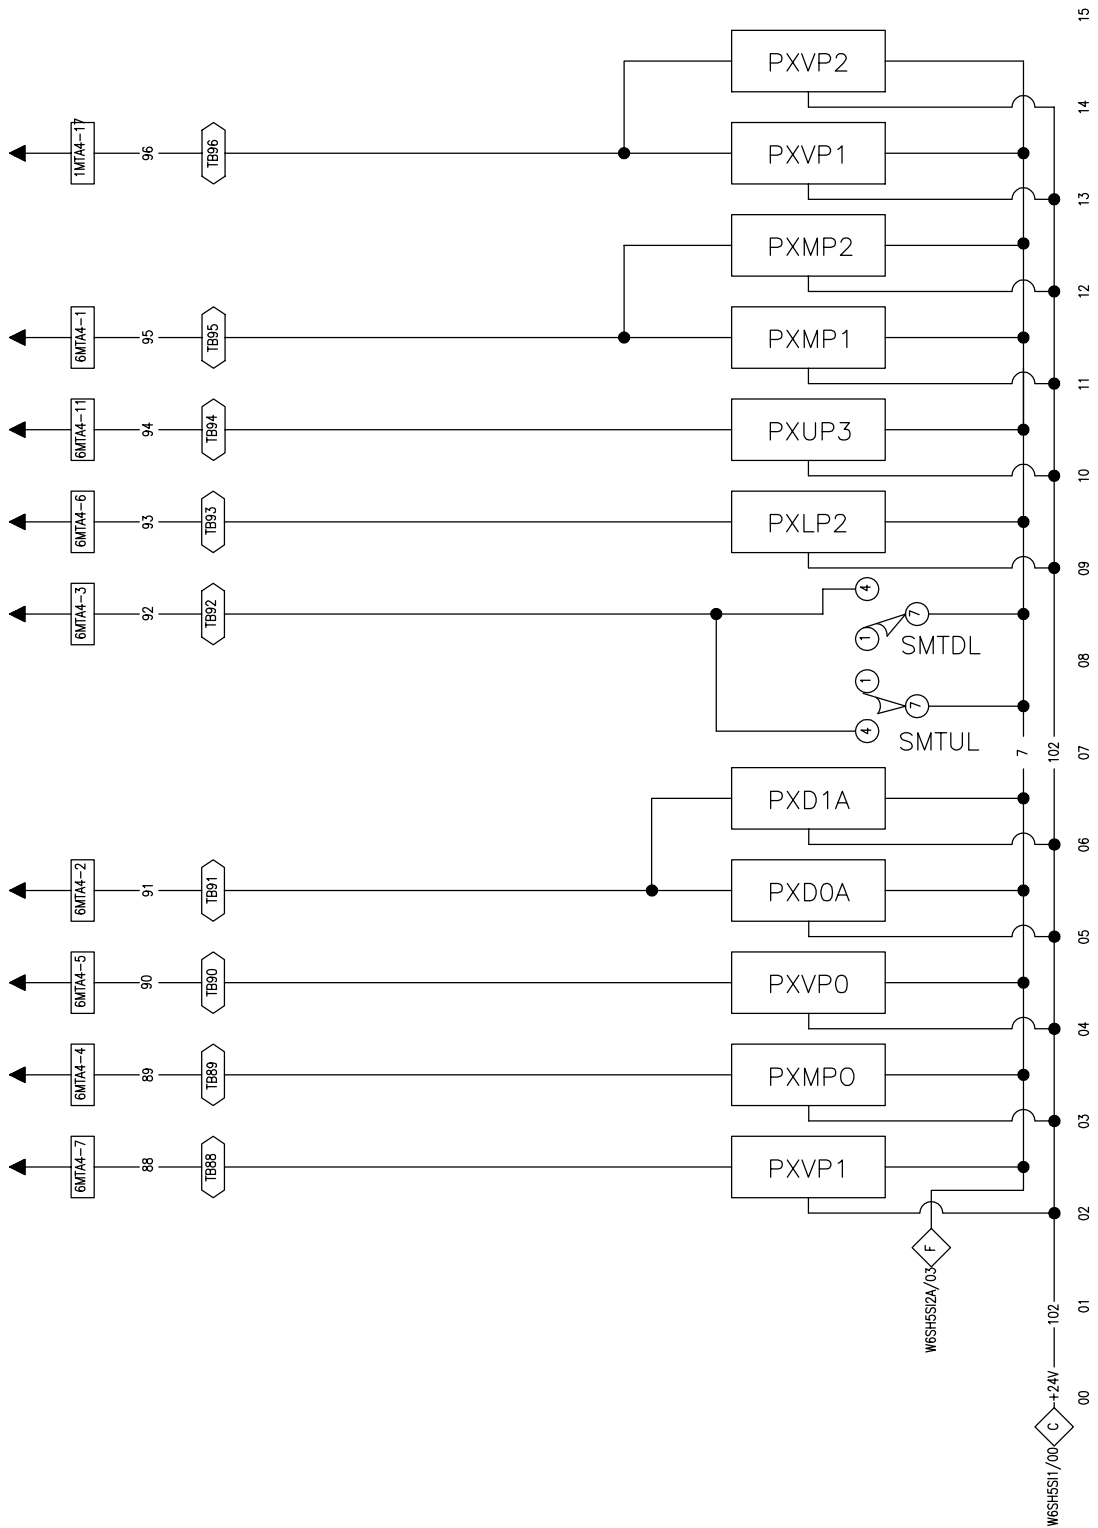 15
PXVP2
14
1MTA4-17
96
TB96
PXVP1
13
PXMP2
12
6MTA4-1
95
TB95
PXMP1
11
6MTA4-11
94
TB94
PXUP3
10
6MTA4-6
93
TB93
PXLP2
09
6MTA4-3
92
TB92
4
1
7
SMTDL
08
1
7
4
SMTUL
7
102
07
PXD1A
06
6MTA4-2
91
TB91
PXD0A
05
6MTA4-5
90
TB90
PXVP0
04
6MTA4-4
89
TB89
PXMPO
03
6MTA4-7
88
TB88
PXVP1
02
F
W6SH5SI2A/03
102
01
+24V
00
C
W6SH5SI1/00